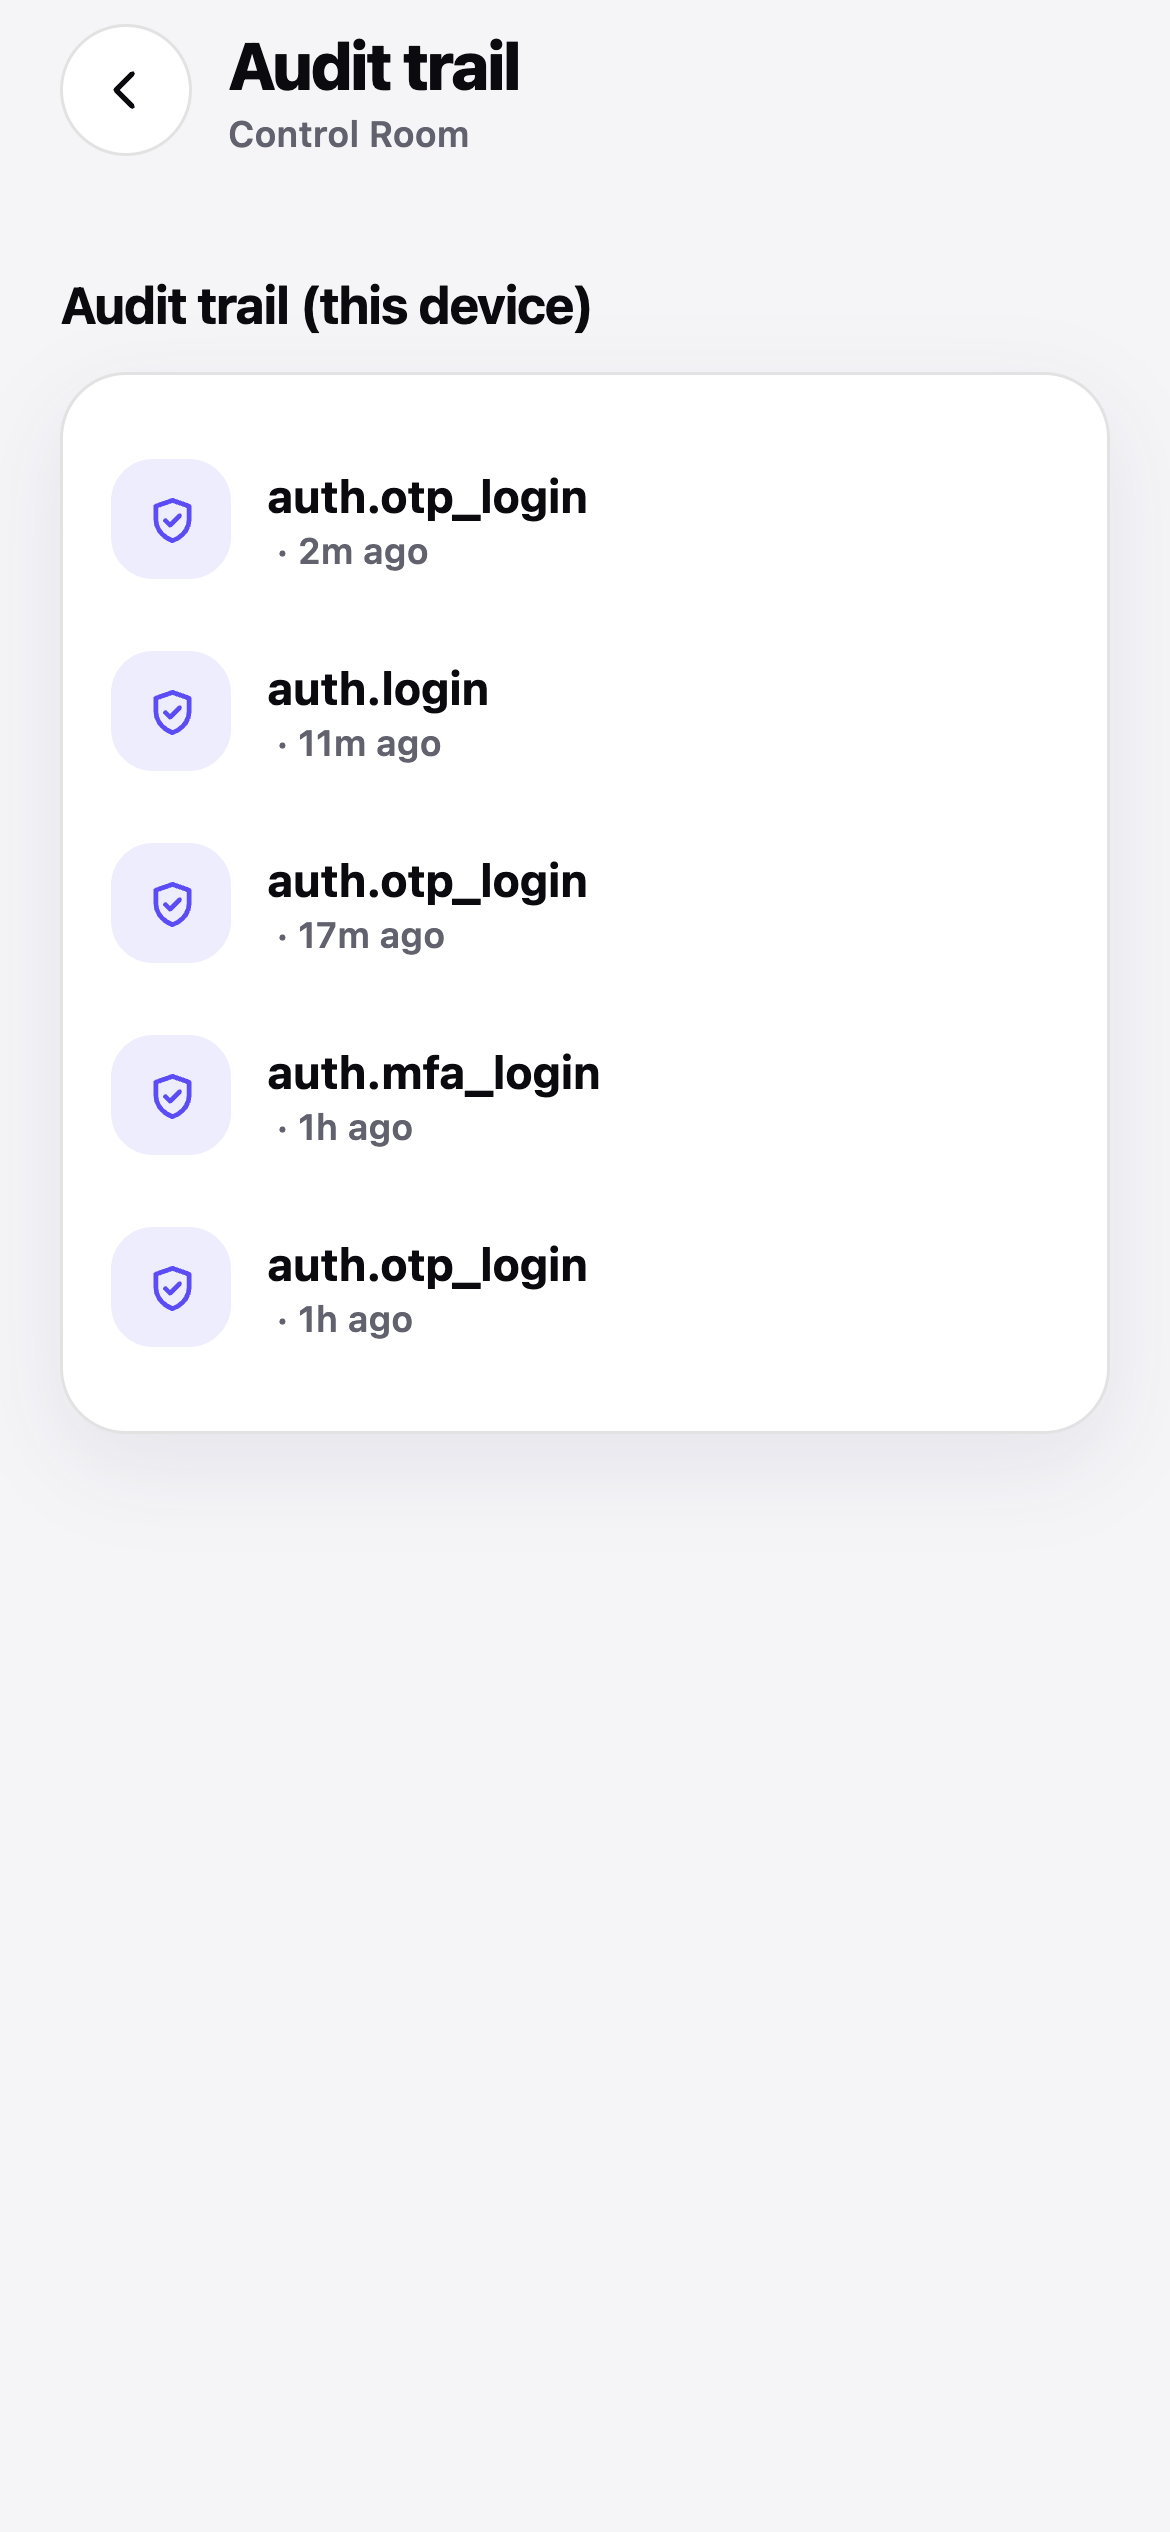 Audit trail
Control Room
Audit trail (this device)
auth.otp_login
· 2m ago
auth.login
· 11m ago
auth.otp_login
· 17m ago
auth.mfa_login
· 1h ago
auth.otp_login
· 1h ago